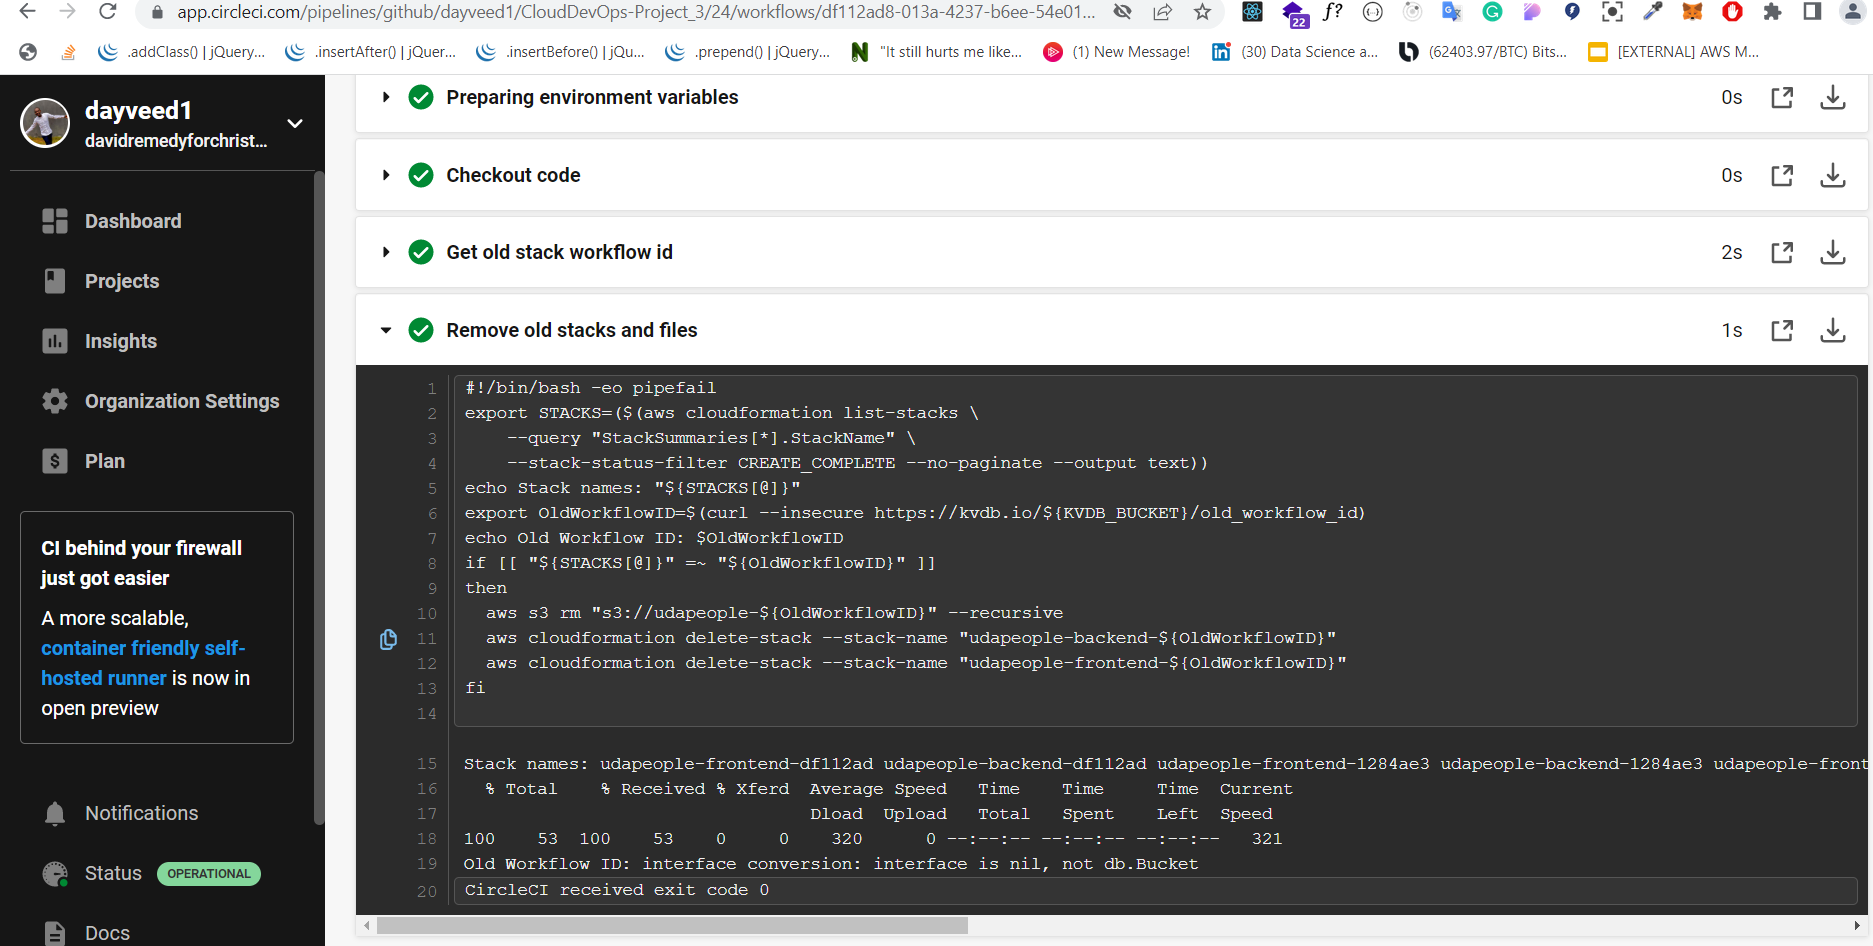 app.circleci.com/pipelines/github/dayveed1/CloudDevOps-Project_3/24/workflows/df112ad8-013a-4237-b6ee-54e01...
22
f?
.addClass() | jQuery...
.insertAfter() | jQuer...
.insertBefore() | jQu...
.prepend() | jQuery...
"It still hurts me like...
(1) New Message!
(30) Data Science a...
(62403.97/BTC) Bits...
[EXTERNAL] AWS M...
dayveed1
davidremedyforchrist...
Dashboard
Projects
Insights
Organization Settings
Plan
CI behind your firewall
just got easier
A more scalable,
container friendly self-
hosted runner is now in
open preview
Notifications
Status OPERATIONAL
Docs
Preparing environment variables 0s
Checkout code 0s
Get old stack workflow id 2s
Remove old stacks and files 1s
1 #!/bin/bash -eo pipefail
2 export STACKS=($(aws cloudformation list-stacks \
3     --query "StackSummaries[*].StackName" \
4     --stack-status-filter CREATE_COMPLETE --no-paginate --output text))
5 echo Stack names: "${STACKS[@]}"
6 export OldWorkflowID=$(curl --insecure https://kvdb.io/${KVDB_BUCKET}/old_workflow_id)
7 echo Old Workflow ID: $OldWorkflowID
8 if [[ "${STACKS[@]}" =~ "${OldWorkflowID}" ]]
9 then
10   aws s3 rm "s3://udapeople-${OldWorkflowID}" --recursive
11   aws cloudformation delete-stack --stack-name "udapeople-backend-${OldWorkflowID}"
12   aws cloudformation delete-stack --stack-name "udapeople-frontend-${OldWorkflowID}"
13 fi
14
15 Stack names: udapeople-frontend-df112ad udapeople-backend-df112ad udapeople-frontend-1284ae3 udapeople-backend-1284ae3 udapeople-front
16   % Total    % Received % Xferd  Average Speed   Time    Time     Time  Current
17                                  Dload  Upload   Total   Spent    Left  Speed
18 100    53  100    53    0     0    320      0 --:--:-- --:--:-- --:--:--   321
19 Old Workflow ID: interface conversion: interface is nil, not db.Bucket
20 CircleCI received exit code 0